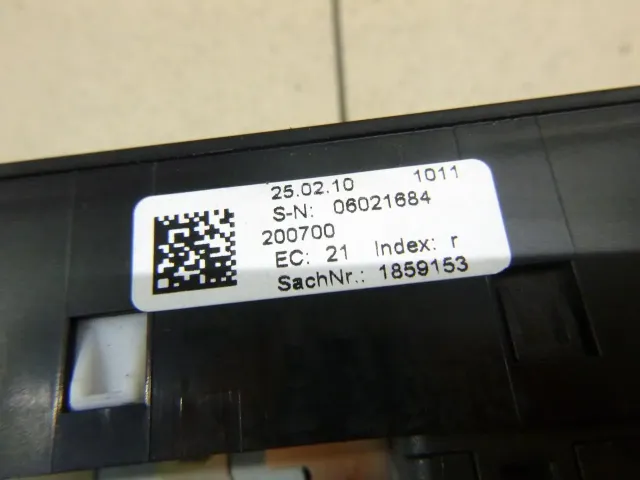 25.02.10 1011
S-N: 06021684
200700
EC: 21 Index: r
SachNr.: 1859153